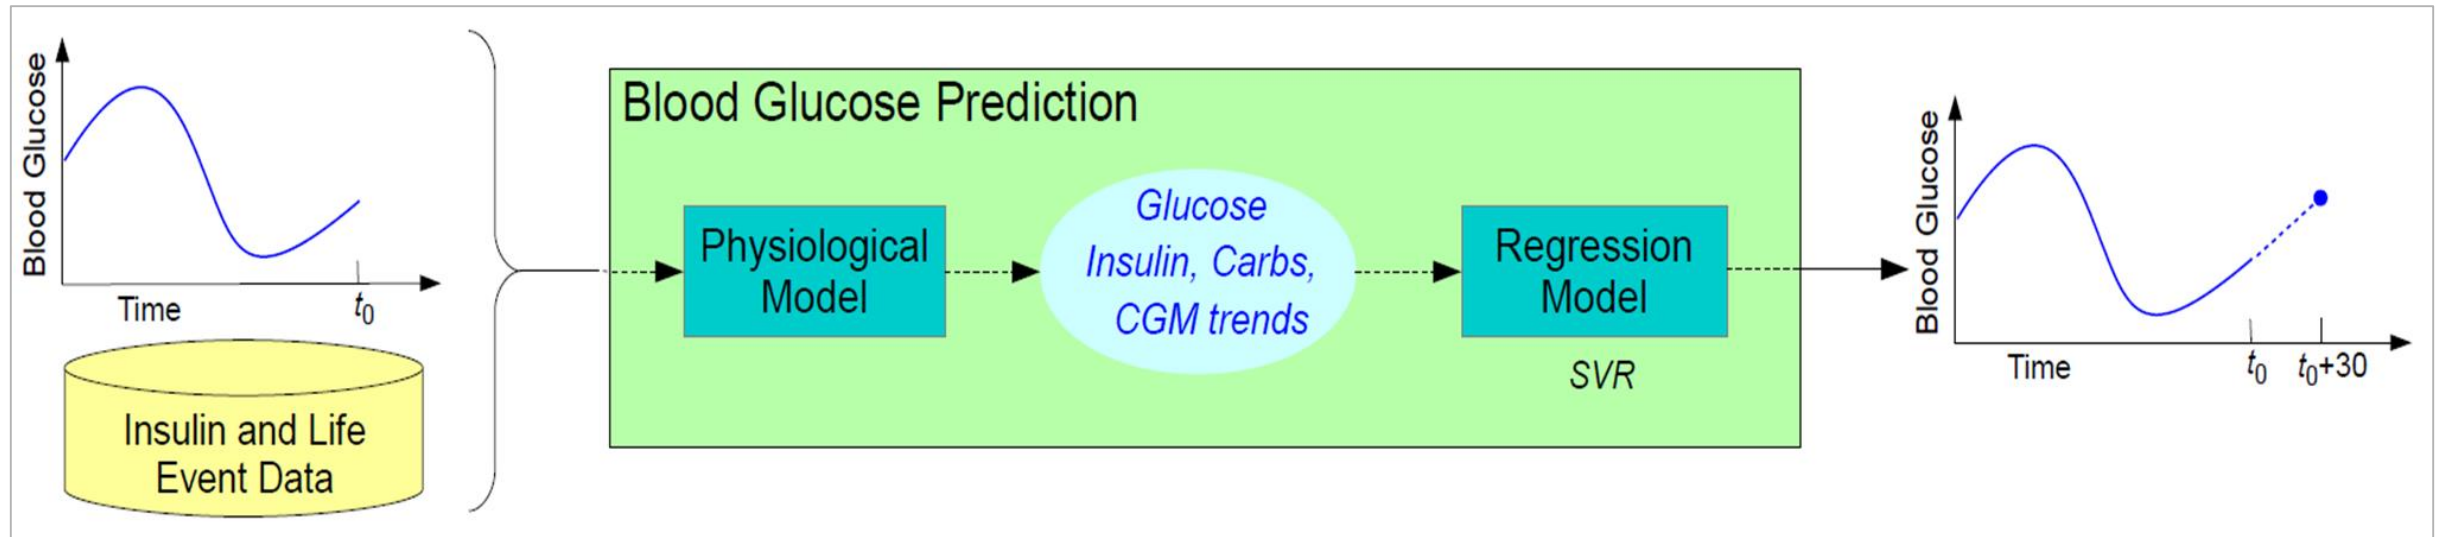 Blood Glucose
Time
t0
Insulin and Life
Event Data
Blood Glucose Prediction
Physiological
Model
Glucose
Insulin, Carbs,
CGM trends
Regression
Model
SVR
Blood Glucose
Time
t0
t0+30